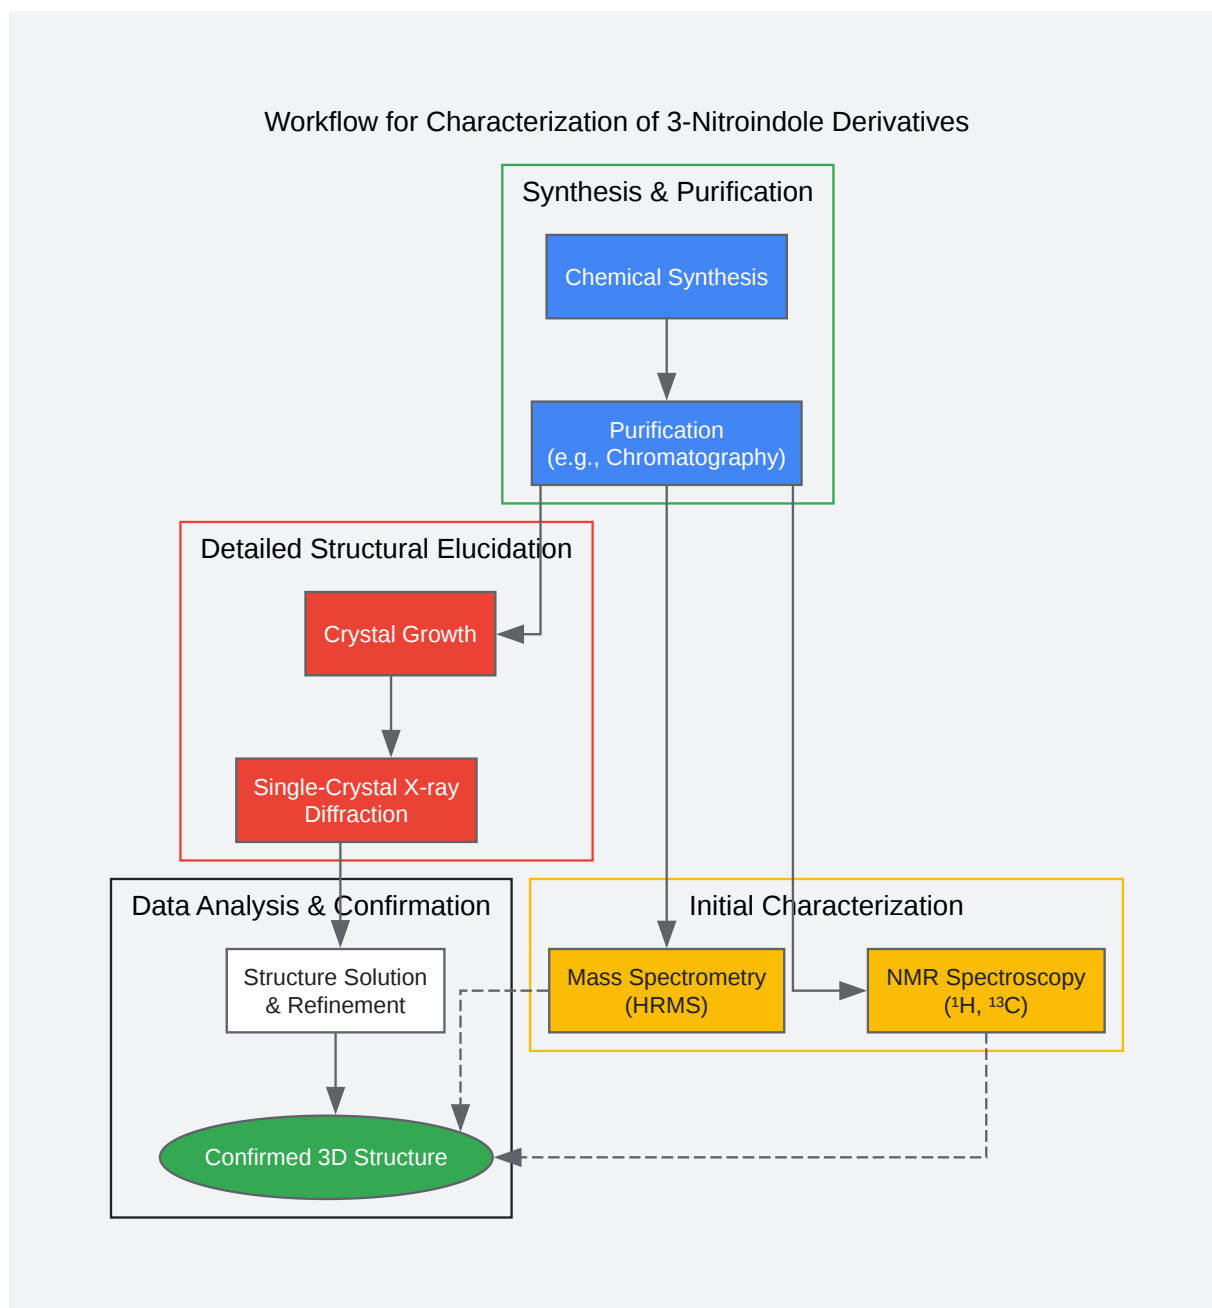 Workflow for Characterization of 3-Nitroindole Derivatives
Synthesis & Purification
Chemical Synthesis
Purification
(e.g., Chromatography)
Detailed Structural Elucidation
Crystal Growth
Single-Crystal X-ray
Diffraction
Data Analysis & Confirmation
Structure Solution
& Refinement
Confirmed 3D Structure
Initial Characterization
Mass Spectrometry
(HRMS)
NMR Spectroscopy
(¹H, ¹³C)